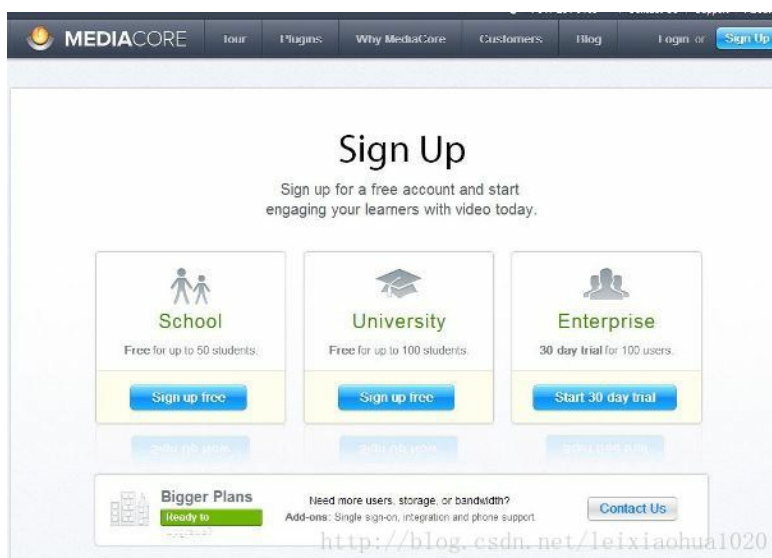 MEDIACORE Tour Plugins Why MediaCore Customers Blog Login or Sign Up
Sign Up
Sign up for a free account and start
engaging your learners with video today.
School University Enterprise
Free for up to 50 students. Free for up to 100 students. 30 day trial for 100 users.
Sign up free Sign up free Start 30 day trial
Bigger Plans
Ready to
Need more users, storage, or bandwidth?
Add-ons: Single sign-on, integration and phone support
Contact Us
http://blog.csdn.net/leixiaohua1020